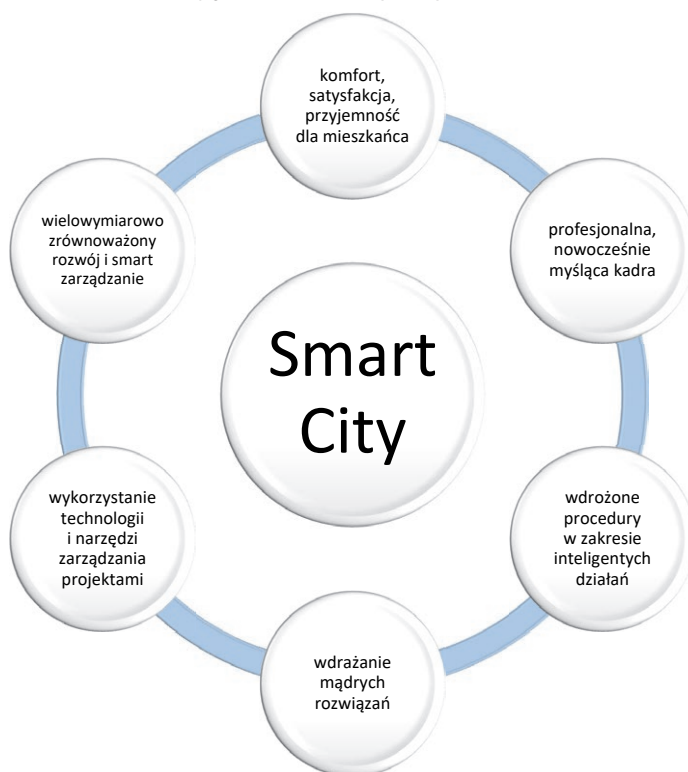 komfort,
satysfakcja,
przyjemność
dla mieszkańca
profesjonalna,
nowocześnie
myśląca kadra
wdrożone
procedury
w zakresie
inteligentych
działań
wdrażanie
mądrych
rozwiązań
wykorzystanie
technologii
i narzędzi
zarządzania
projektami
wielowymiarowo
zrównoważony
rozwój i smart
zarządzanie
Smart
City